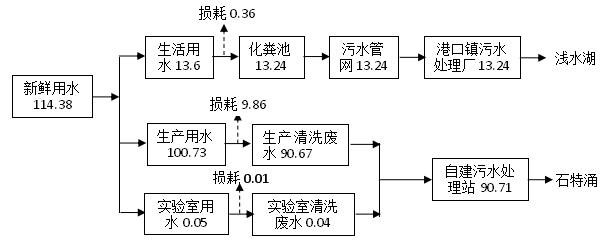 损耗 0.36
生活用
水 13.6
化粪池
13.24
污水管
网 13.24
港口镇污水
处理厂 13.24
浅水湖
新鲜用水
114.38
损耗 9.86
生产用水
100.73
生产清洗废
水 90.67
自建污水处
理站 90.71
石特涌
损耗 0.01
实验室用
水 0.05
实验室清洗
废水 0.04